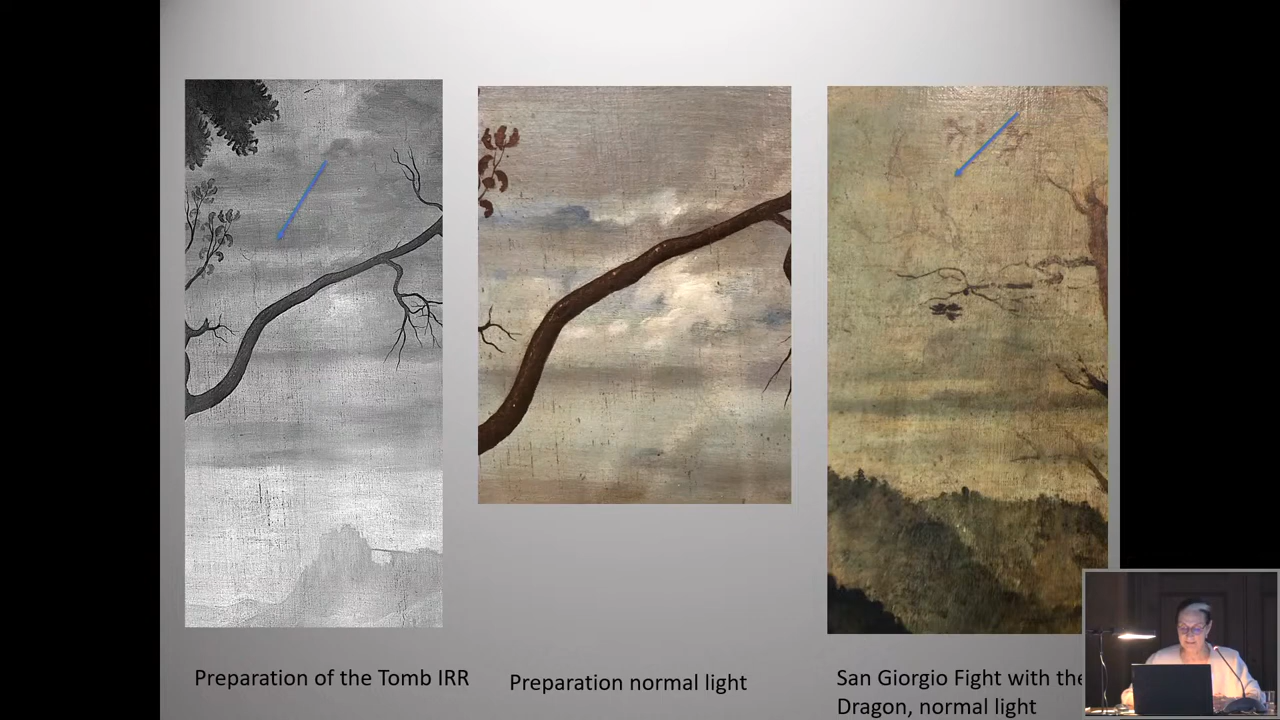 Preparation of the Tomb IRR
Preparation normal light
San Giorgio Fight with the
Dragon, normal light